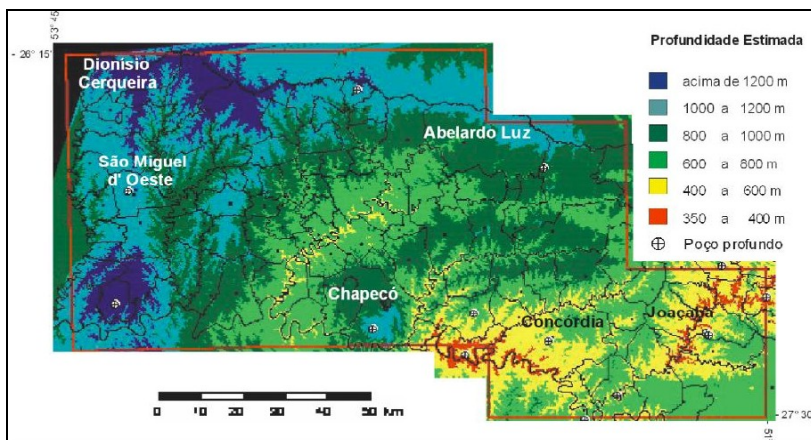 53° 45'
26° 15'
Dionísio
Cerqueira
São Miguel
d' Oeste
Abelardo Luz
Chapecó
Concórdia
Joaçaba
Profundidade Estimada
acima de 1200 m
1000 a 1200 m
800 a 1000 m
600 a 800 m
400 a 600 m
350 a 400 m
Poço profundo
0 10 20 30 40 50 km
27° 30
51